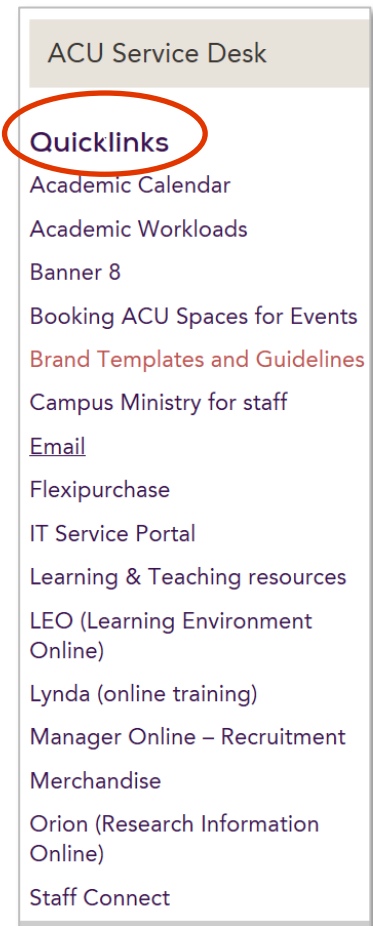 ACU Service Desk
Quicklinks
Academic Calendar
Academic Workloads
Banner 8
Booking ACU Spaces for Events
Brand Templates and Guidelines
Campus Ministry for staff
Email
Flexipurchase
IT Service Portal
Learning & Teaching resources
LEO (Learning Environment
Online)
Lynda (online training)
Manager Online – Recruitment
Merchandise
Orion (Research Information
Online)
Staff Connect